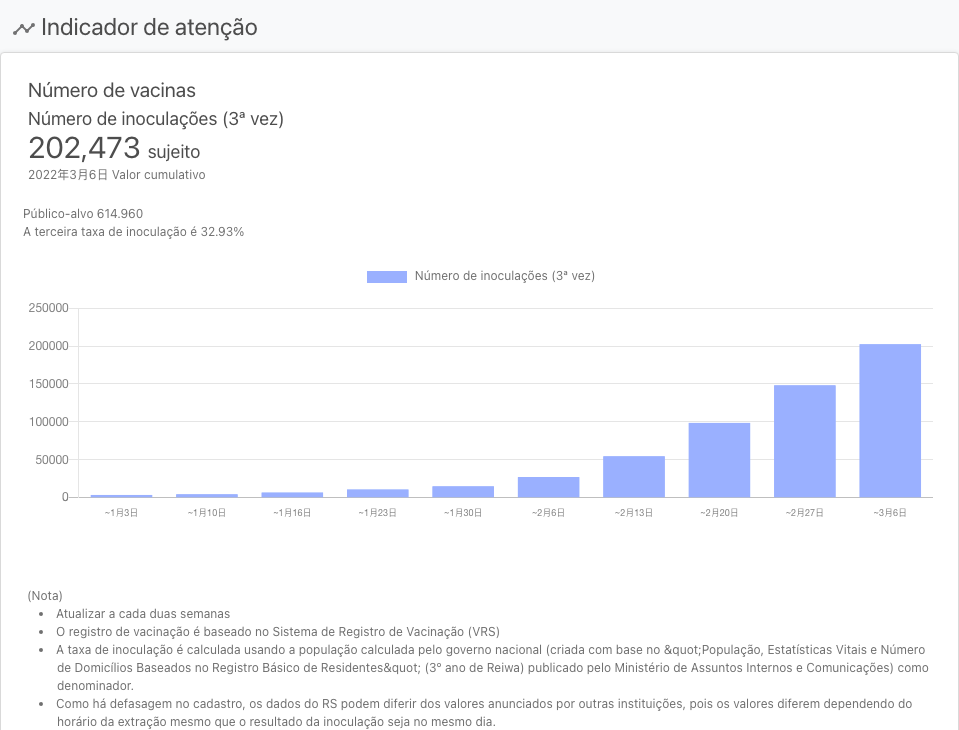 Indicador de atenção
Número de vacinas
Número de inoculações (3ª vez)
202,473 sujeito
2022年3月6日 Valor cumulativo
Público-alvo 614.960
A terceira taxa de inoculação é 32.93%
Número de inoculações (3ª vez)
250000
200000
150000
100000
50000
0
~1月3日 ~1月10日 ~1月16日 ~1月23日 ~1月30日 ~2月6日 ~2月13日 ~2月20日 ~2月27日 ~3月6日
(Nota)
• Atualizar a cada duas semanas
• O registro de vacinação é baseado no Sistema de Registro de Vacinação (VRS)
• A taxa de inoculação é calculada usando a população calculada pelo governo nacional (criada com base no &quot;População, Estatísticas Vitais e Número
de Domicílios Baseados no Registro Básico de Residentes&quot; (3º ano de Reiwa) publicado pelo Ministério de Assuntos Internos e Comunicações) como
denominador.
• Como há defasagem no cadastro, os dados do RS podem diferir dos valores anunciados por outras instituições, pois os valores diferem dependendo do
horário da extração mesmo que o resultado da inoculação seja no mesmo dia.